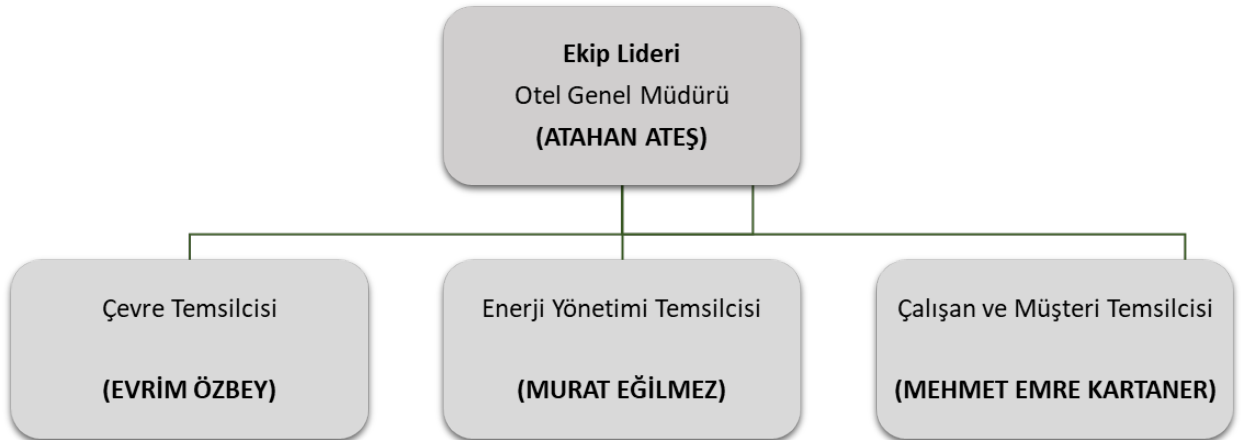 Ekip Lideri
Otel Genel Müdürü
(ATAHAN ATEŞ)
Çevre Temsilcisi
(EVRİM ÖZBEY)
Enerji Yönetimi Temsilcisi
(MURAT EĞİLMEZ)
Çalışan ve Müşteri Temsilcisi
(MEHMET EMRE KARTANER)